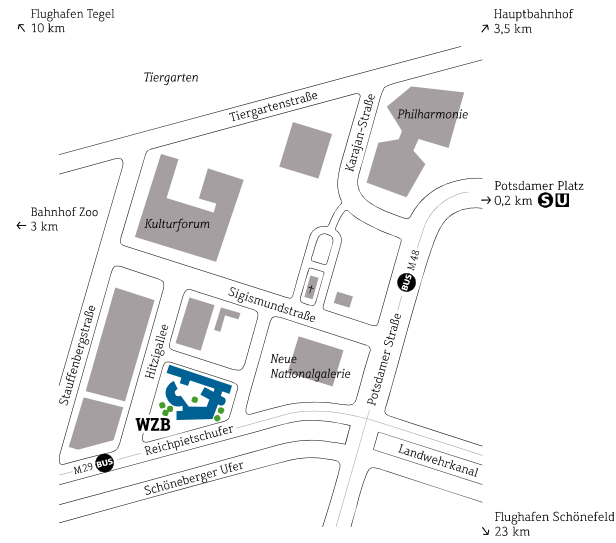 Flughafen Tegel
↖ 10 km
Hauptbahnhof
↗ 3,5 km
Tiergarten
Tiergartenstraße
Karajan-Straße
Philharmonie
Potsdamer Platz
→ 0,2 km S U
Bahnhof Zoo
← 3 km
Kulturforum
BUS M48
Sigismundstraße
Stauffenbergstraße
Hitzigallee
Potsdamer Straße
Neue
Nationalgalerie
WZB
Reichpietschufer
M29 BUS
Landwehrkanal
Schöneberger Ufer
Flughafen Schönefeld
↘ 23 km